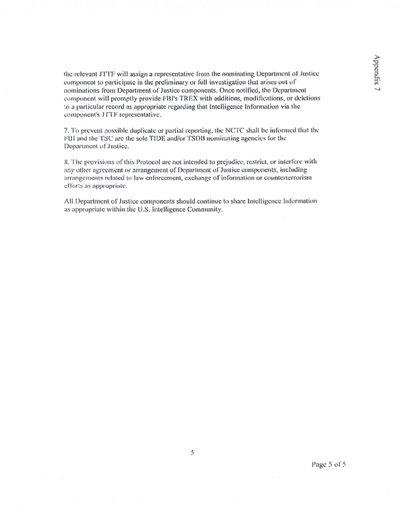 Appendix 7
the relevant JTTF will assign a representative from the nominating Department of Justice
component to participate in the preliminary or full investigation that arises out of
nominations from Department of Justice components. Once notified, the Department
component will promptly provide FBI's TREX with additions, modifications, or deletions
to a particular record as appropriate regarding that Intelligence Information via the
component's JTTF representative.
7. To prevent possible duplicate or partial reporting, the NCTC shall be informed that the
FBI and the TSC are the sole TIDE and/or TSDB nominating agencies for the
Department of Justice.
8. The provisions of this Protocol are not intended to prejudice, restrict, or interfere with
any other agreement or arrangement of Department of Justice components, including
arrangements related to law enforcement, exchange of information or counterterrorism
efforts as appropriate.
All Department of Justice components should continue to share Intelligence Information
as appropriate within the U.S. Intelligence Community.
5
Page 5 of 5